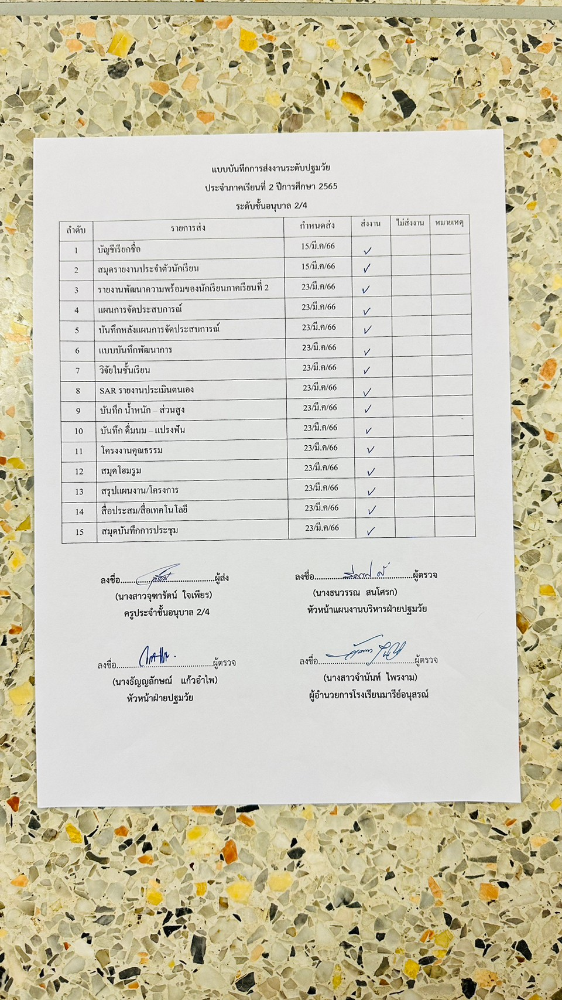 แบบบันทึกการส่งงานระดับปฐมวัย
ประจำภาคเรียนที่ 2 ปีการศึกษา 2565
ระดับชั้นอนุบาล 2/4
ลำดับ รายการส่ง กำหนดส่ง ส่งงาน ไม่ส่งงาน หมายเหตุ
1 บัญชีเรียกชื่อ 15/มี.ค/66 ✓
2 สมุดรายงานประจำตัวนักเรียน 15/มี.ค/66 ✓
3 รายงานพัฒนาความพร้อมของนักเรียนภาคเรียนที่ 2 23/มี.ค/66 ✓
4 แผนการจัดประสบการณ์ 23/มี.ค/66 ✓
5 บันทึกหลังแผนการจัดประสบการณ์ 23/มี.ค/66 ✓
6 แบบบันทึกพัฒนาการ 23/มี.ค/66 ✓
7 วิจัยในชั้นเรียน 23/มี.ค/66 ✓
8 SAR รายงานประเมินตนเอง 23/มี.ค/66 ✓
9 บันทึก น้ำหนัก – ส่วนสูง 23/มี.ค/66 ✓
10 บันทึก ดื่มนม – แปรงฟัน 23/มี.ค/66 ✓
11 โครงงานคุณธรรม 23/มี.ค/66 ✓
12 สมุดโฮมรูม 23/มี.ค/66 ✓
13 สรุปแผนงาน/โครงการ 23/มี.ค/66 ✓
14 สื่อประสม/สื่อเทคโนโลยี 23/มี.ค/66 ✓
15 สมุดบันทึกการประชุม 23/มี.ค/66 ✓
ลงชื่อ..................................................ผู้ส่ง ลงชื่อ..................................................ผู้ตรวจ
(นางสาวจุฑารัตน์ ใจเพียร) (นางธนวรรณ สนโศรก)
ครูประจำชั้นอนุบาล 2/4 หัวหน้าแผนงานบริหารฝ่ายปฐมวัย
ลงชื่อ..................................................ผู้ตรวจ ลงชื่อ..................................................ผู้ตรวจ
(นางธัญญลักษณ์ แก้วอำไพ) (นางสาวจำนันท์ ไพรงาม)
หัวหน้าฝ่ายปฐมวัย ผู้อำนวยการโรงเรียนมารีย์อนุสรณ์